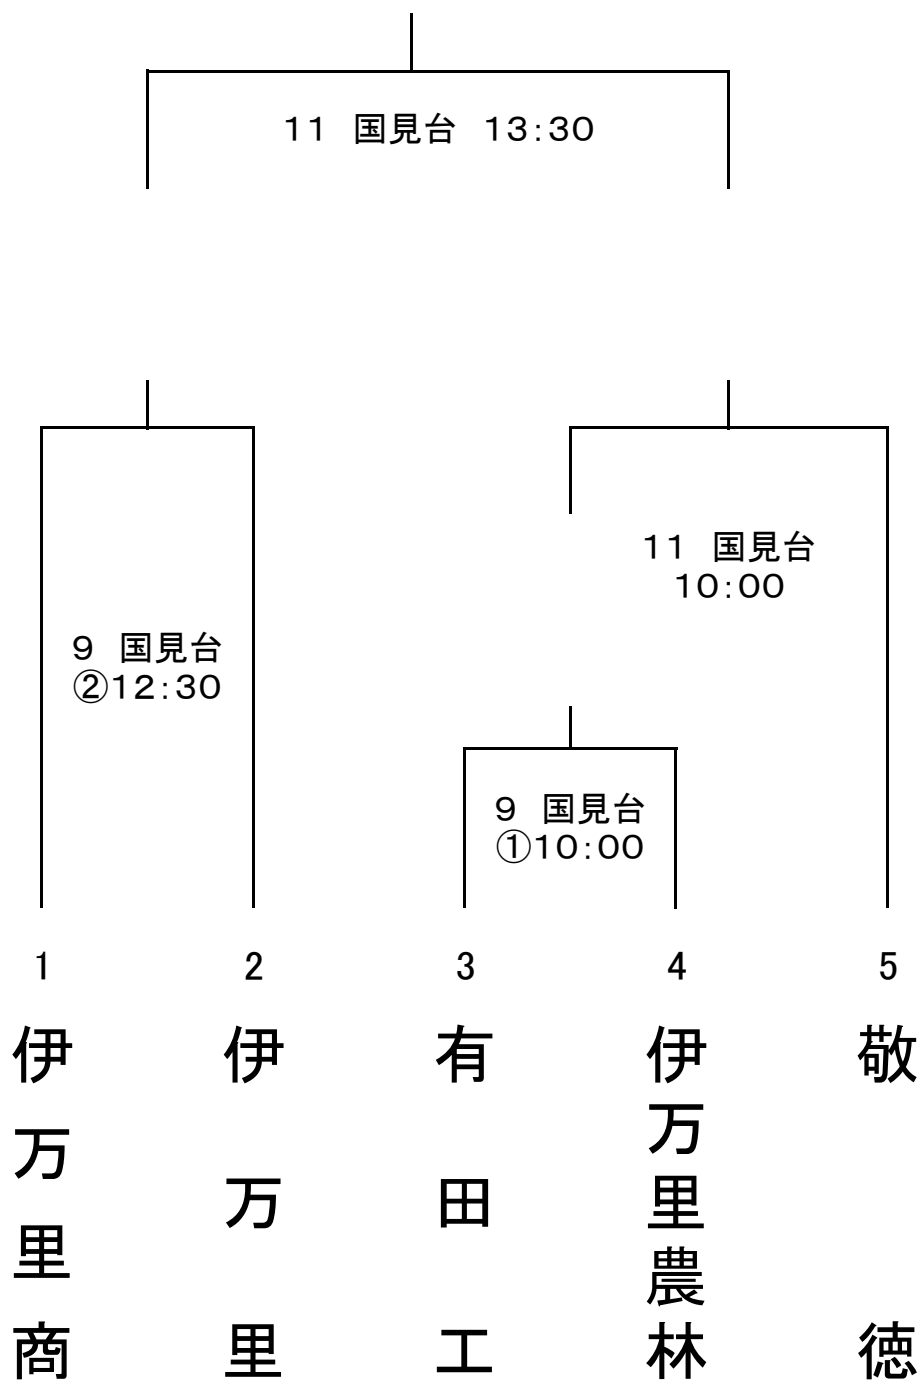 11　国見台　13:30
11　国見台
10:00
9　国見台
②12:30
9　国見台
①10:00
1
2
3
4
5
伊万里商
伊万里
有田工
伊万里農林
敬徳